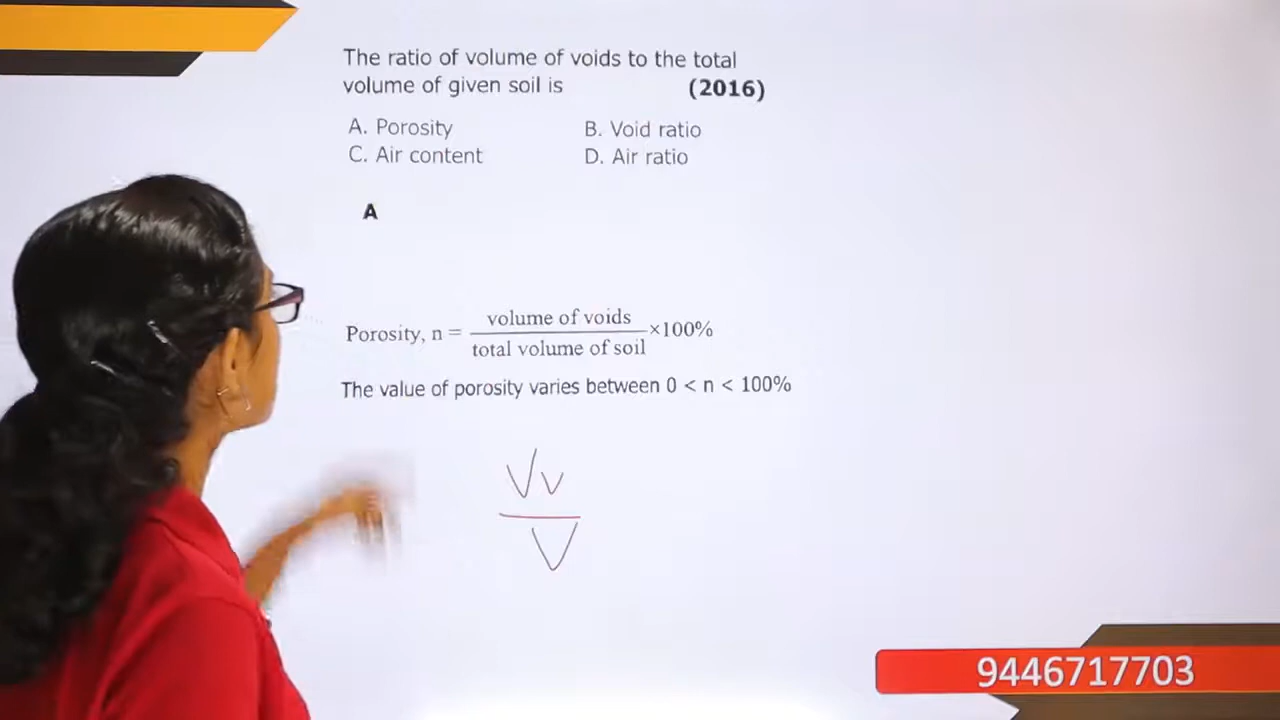 The ratio of volume of voids to the total
volume of given soil is (2016)
A. Porosity B. Void ratio
C. Air content D. Air ratio
A
Porosity, n = volume of voids / total volume of soil ×100%
The value of porosity varies between 0 < n < 100%
Vv
V
9446717703